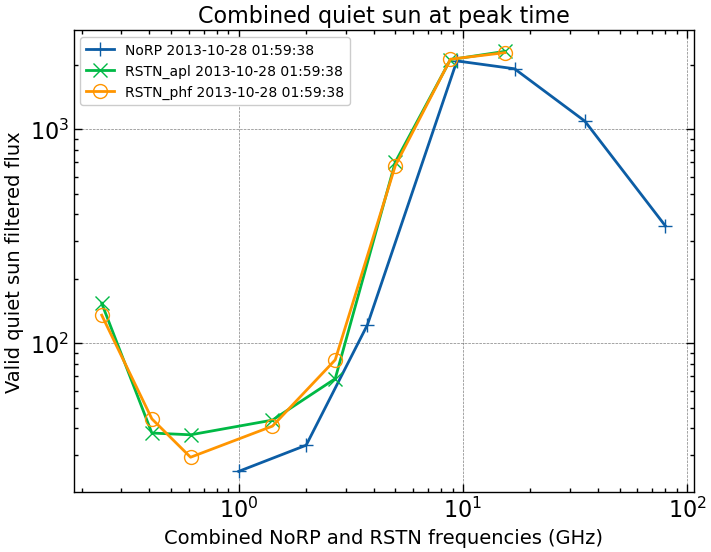 Combined quiet sun at peak time
NoRP 2013-10-28 01:59:38
RSTN_apl 2013-10-28 01:59:38
RSTN_phf 2013-10-28 01:59:38
Valid quiet sun filtered flux
10³
10²
10⁰ 10¹ 10²
Combined NoRP and RSTN frequencies (GHz)